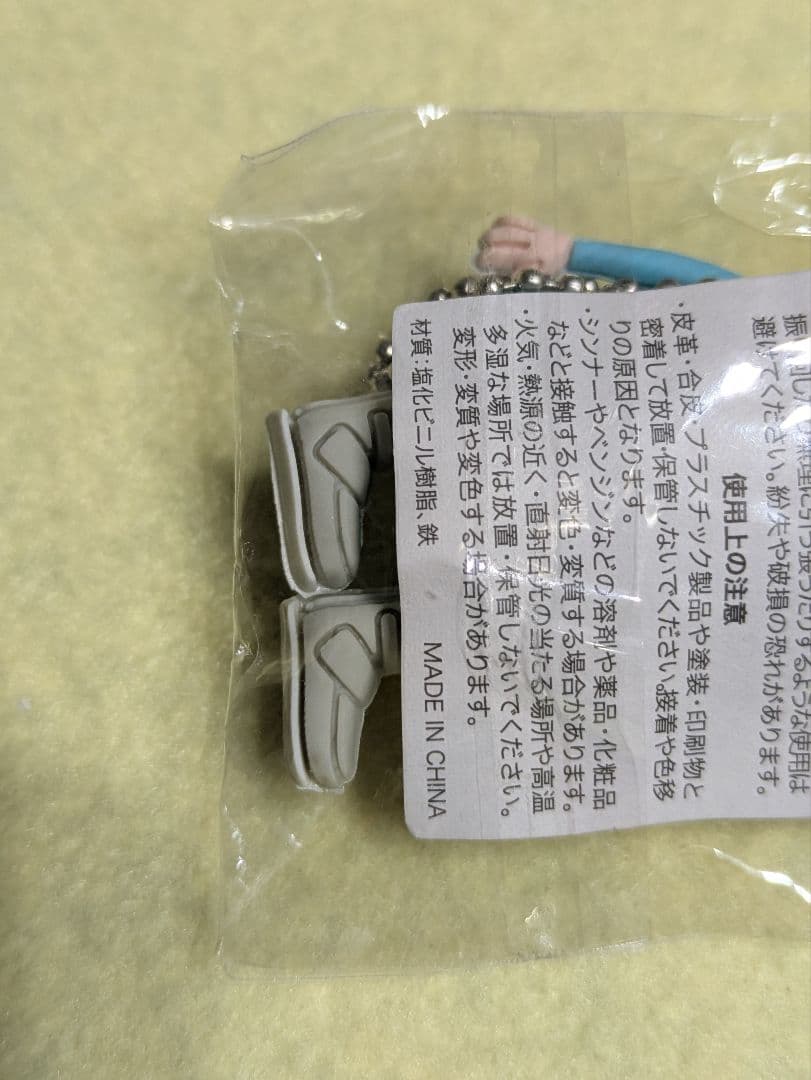 避けてください。紛失や破損の恐れがあります。
使用上の注意
・皮革・合皮・プラスチック製品や塗装・印刷物と
密着して放置・保管しないでください。接着や色移
りの原因となります。
・シンナーやベンジンなどの溶剤や薬品・化粧品
などと接触すると変色・変質する場合があります。
・火気・熱源の近く・直射日光の当たる場所や高温
多湿な場所では放置・保管しないでください。
変形・変質や変色する場合があります。
材質:塩化ビニル樹脂、鉄 MADE IN CHINA